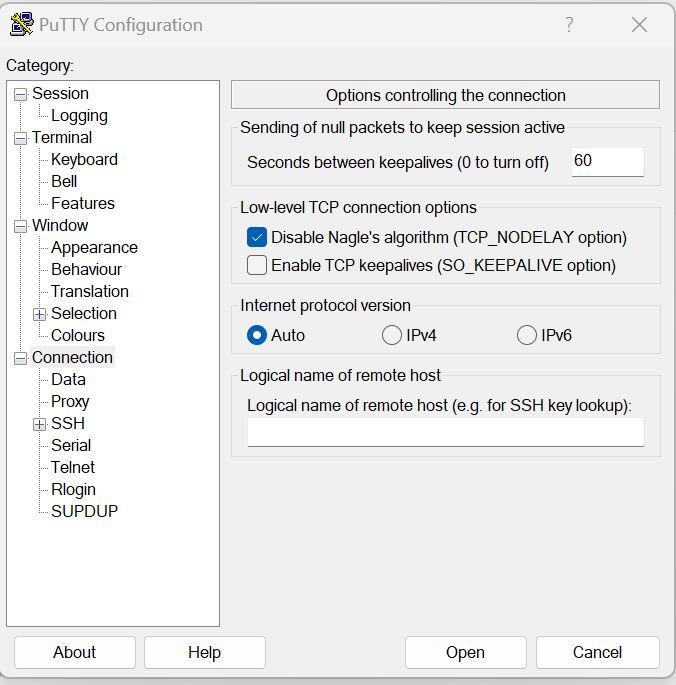 PuTTY Configuration
?
Category:
Session
Logging
Terminal
Keyboard
Bell
Features
Window
Appearance
Behaviour
Translation
Selection
Colours
Connection
Data
Proxy
SSH
Serial
Telnet
Rlogin
SUPDUP
Options controlling the connection
Sending of null packets to keep session active
Seconds between keepalives (0 to turn off) 60
Low-level TCP connection options
Disable Nagle's algorithm (TCP_NODELAY option)
Enable TCP keepalives (SO_KEEPALIVE option)
Internet protocol version
Auto IPv4 IPv6
Logical name of remote host
Logical name of remote host (e.g. for SSH key lookup):
About Help Open Cancel